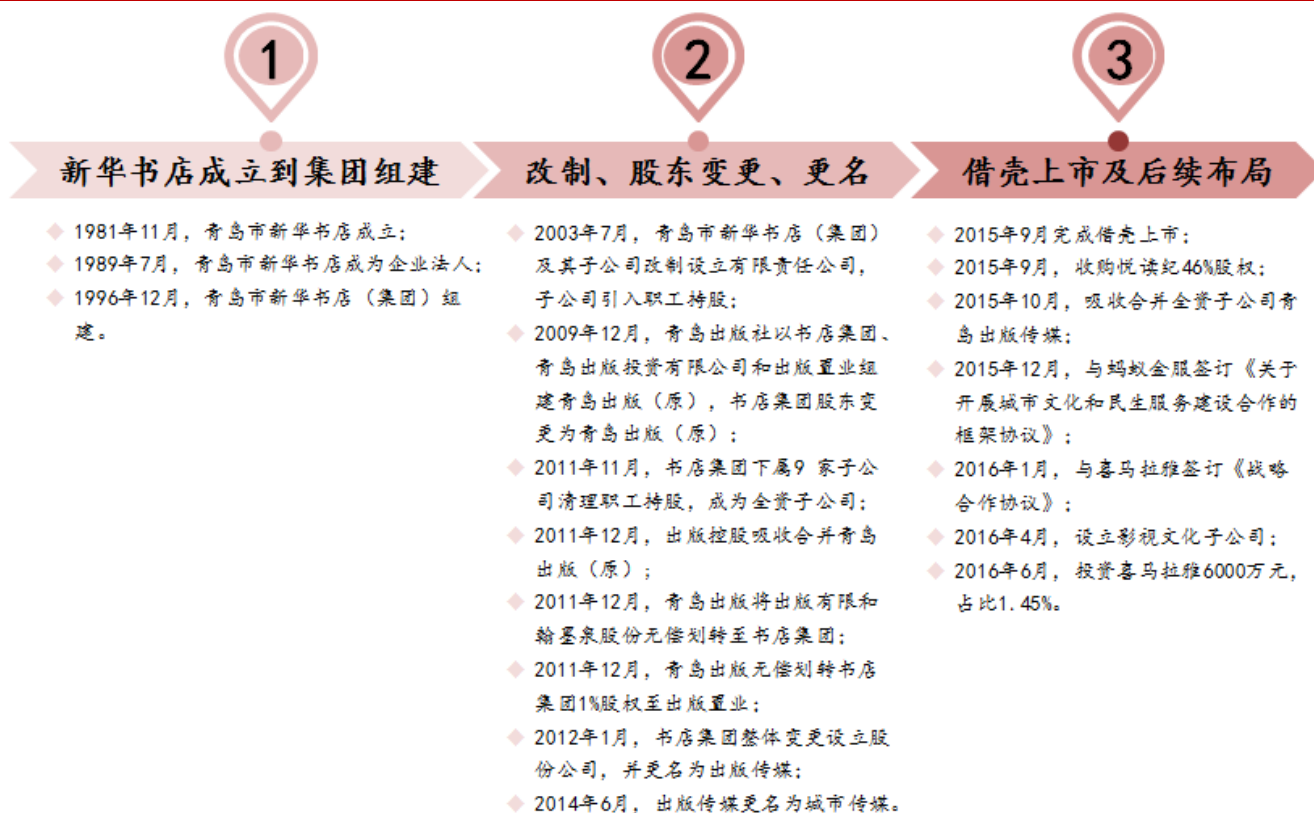 1
新华书店成立到集团组建
1981年11月，青岛市新华书店成立；
1989年7月，青岛市新华书店成为企业法人；
1996年12月，青岛市新华书店（集团）组
建。
2
改制、股东变更、更名
2003年7月，青岛市新华书店（集团）
及其子公司改制设立有限责任公司，
子公司引入职工持股；
2009年12月，青岛出版社以书店集团、
青岛出版投资有限公司和出版置业组
建青岛出版（原），书店集团股东变
更为青岛出版（原）；
2011年11月，书店集团下属9 家子公
司清理职工持股，成为全资子公司；
2011年12月，出版控股吸收合并青岛
出版（原）；
2011年12月，青岛出版将出版有限和
翰墨泉股份无偿划转至书店集团；
2011年12月，青岛出版无偿划转书店
集团1%股权至出版置业；
2012年1月，书店集团整体变更设立股
份公司，并更名为出版传媒；
2014年6月，出版传媒更名为城市传媒。
3
借壳上市及后续布局
2015年9月完成借壳上市；
2015年9月，收购悦读纪46%股权；
2015年10月，吸收合并全资子公司青
岛出版传媒；
2015年12月，与蚂蚁金服签订《关于
开展城市文化和民生服务建设合作的
框架协议》；
2016年1月，与喜马拉雅签订《战略
合作协议》；
2016年4月，设立影视文化子公司；
2016年6月，投资喜马拉雅6000万元，
占比1.45%。